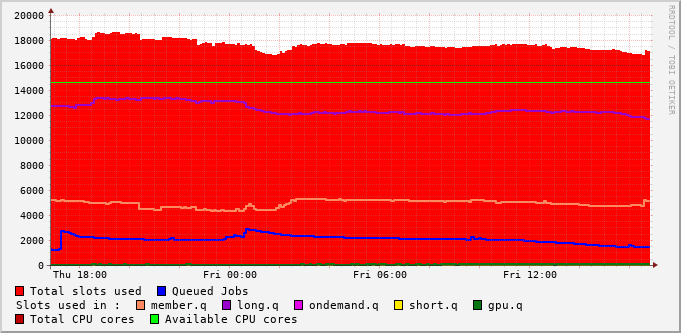 20000
18000
16000
14000
12000
10000
8000
6000
4000
2000
0
Thu 18:00 Fri 00:00 Fri 06:00 Fri 12:00
RRDTOOL / TOBI OETIKER
Total slots used Queued Jobs
Slots used in : member.q long.q ondemand.q short.q gpu.q
Total CPU cores Available CPU cores